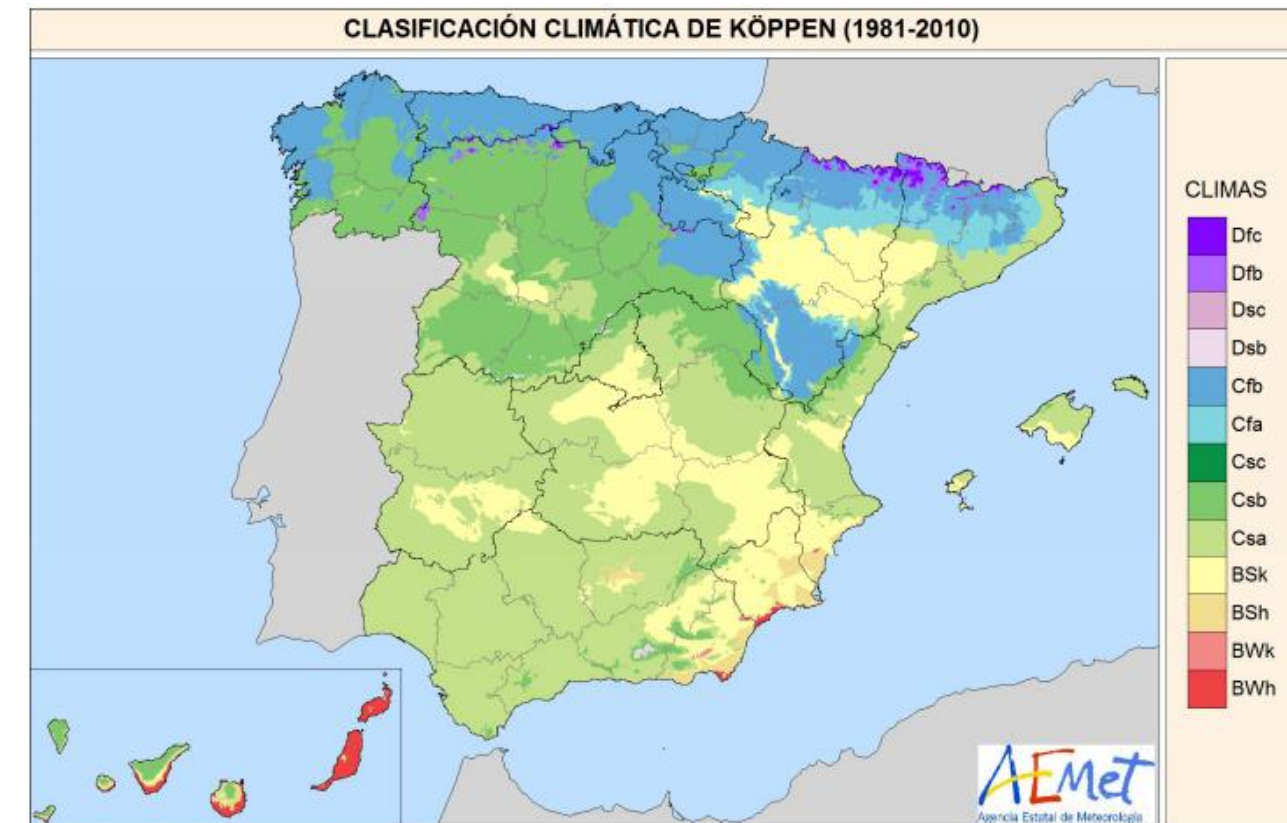 CLASIFICACIÓN CLIMÁTICA DE KÖPPEN (1981-2010)
CLIMAS
Dfc
Dfb
Dsc
Dsb
Cfb
Cfa
Csc
Csb
Csa
BSk
BSh
BWk
BWh
AEMet
Agencia Estatal de Meteorología